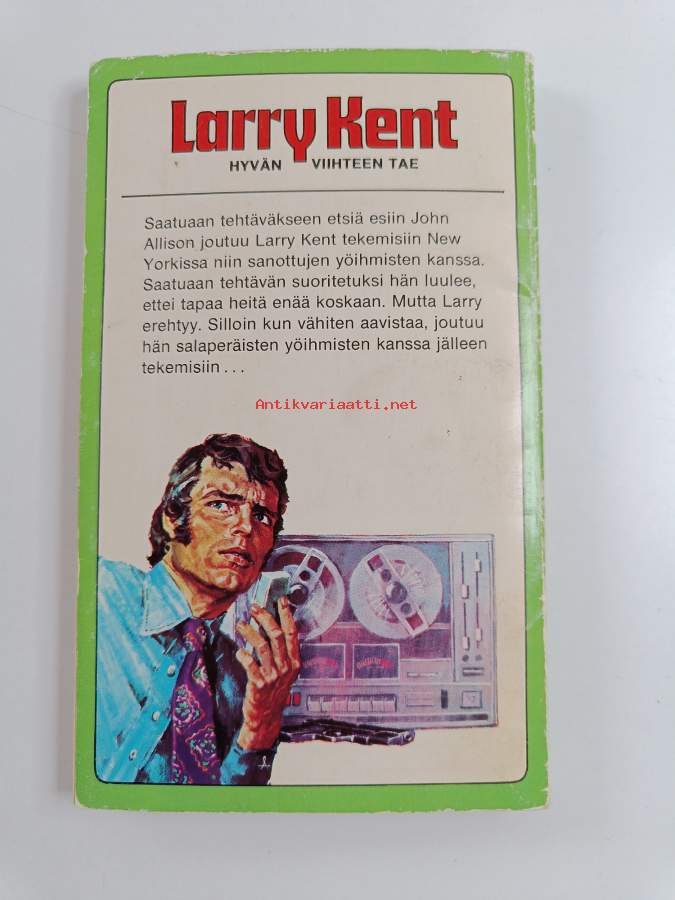 Larry Kent
HYVÄN VIIHTEEN TAE
Saatuaan tehtäväkseen etsiä esiin John
Allison joutuu Larry Kent tekemisiin New
Yorkissa niin sanottujen yöihmisten kanssa.
Saatuaan tehtävän suoritetuksi hän luulee,
ettei tapaa heitä enää koskaan. Mutta Larry
erehtyy. Silloin kun vähiten aavistaa, joutuu
hän salaperäisten yöihmisten kanssa jälleen
tekemisiin . . .
Antikvariaatti.net